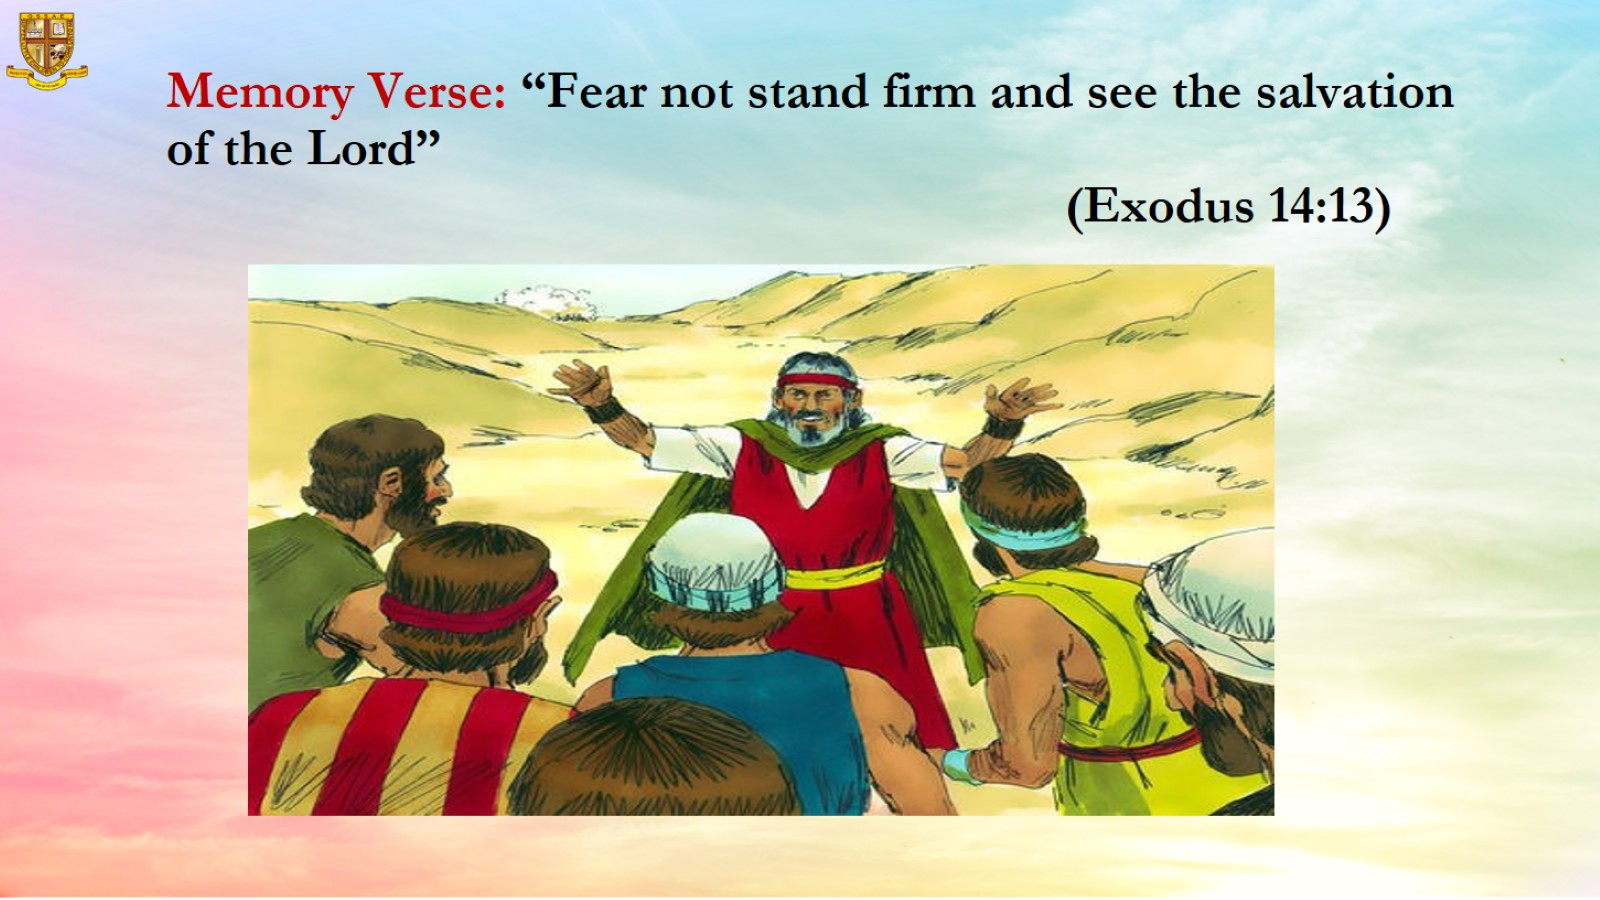 O.S.S.A.E
Memory Verse: “Fear not stand firm and see the salvation
of the Lord”
(Exodus 14:13)